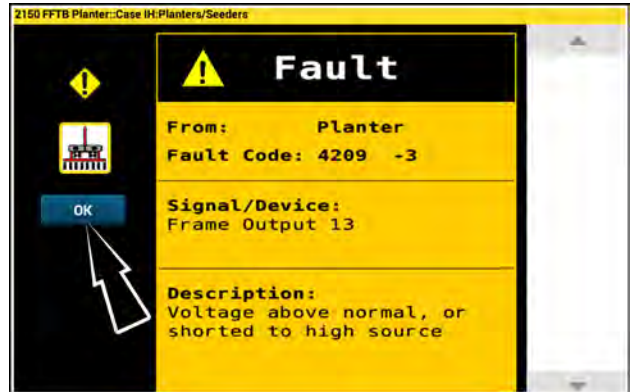 2150 FFTB Planter::Case IH:Planters/Seeders
Fault
From: Planter
Fault Code: 4209 -3
OK
Signal/Device:
Frame Output 13
Description:
Voltage above normal, or
shorted to high source